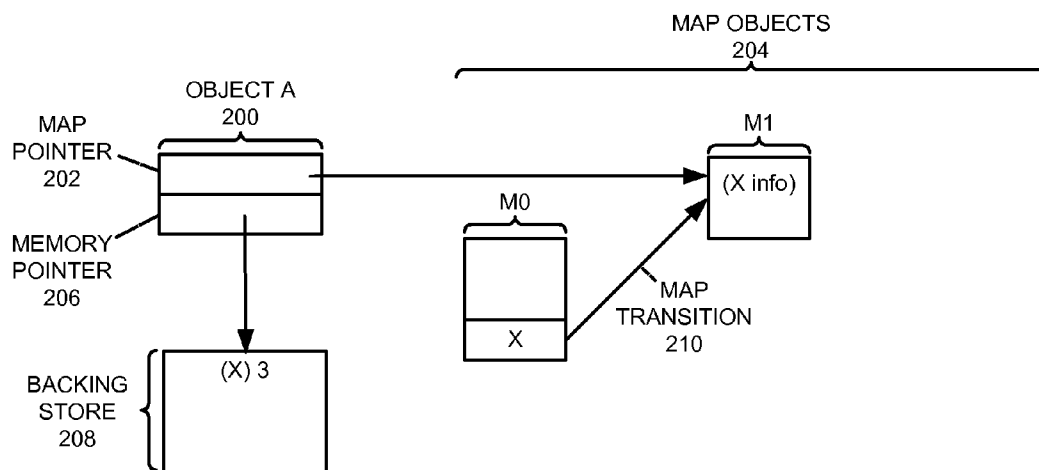 MAP OBJECTS
204
OBJECT A
200
MAP
POINTER
202
M1
(X info)
M0
MEMORY
POINTER
206
MAP
TRANSITION
210
X
(X) 3
BACKING
STORE
208